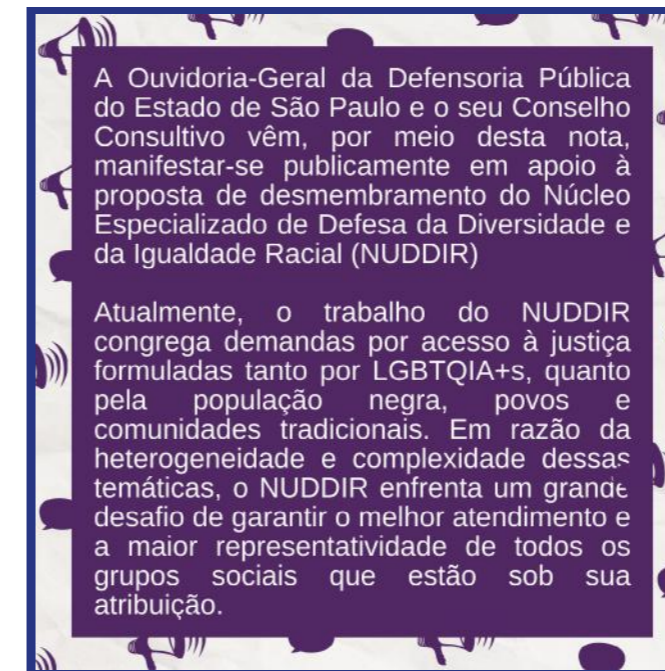 A Ouvidoria-Geral da Defensoria Pública
do Estado de São Paulo e o seu Conselho
Consultivo vêm, por meio desta nota,
manifestar-se publicamente em apoio à
proposta de desmembramento do Núcleo
Especializado de Defesa da Diversidade e
da Igualdade Racial (NUDDIR)
Atualmente, o trabalho do NUDDIR
congrega demandas por acesso à justiça
formuladas tanto por LGBTQIA+s, quanto
pela população negra, povos e
comunidades tradicionais. Em razão da
heterogeneidade e complexidade dessas
temáticas, o NUDDIR enfrenta um grande
desafio de garantir o melhor atendimento e
a maior representatividade de todos os
grupos sociais que estão sob sua
atribuição.